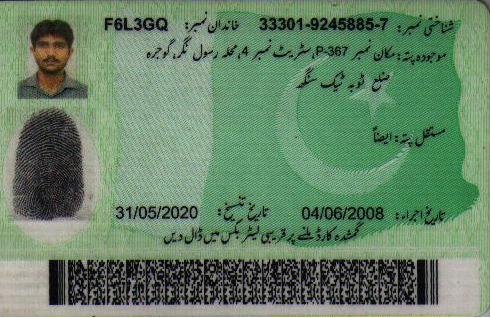 شناختی نمبر: 33301-9245885-7 خاندان نمبر: F6L3GQ
موجودہ پتہ: مکان نمبر P-367، سٹریٹ نمبر 4، محلہ رسول نگر، گوجرہ
ضلع ٹوبہ ٹیک سنگھ
مستقل پتہ: ایضاً
تاریخ اجراء: 04/06/2008 تاریخ تنسیخ: 31/05/2020
گمشدہ کارڈ ملنے پر قریبی لیٹر بکس میں ڈال دیں